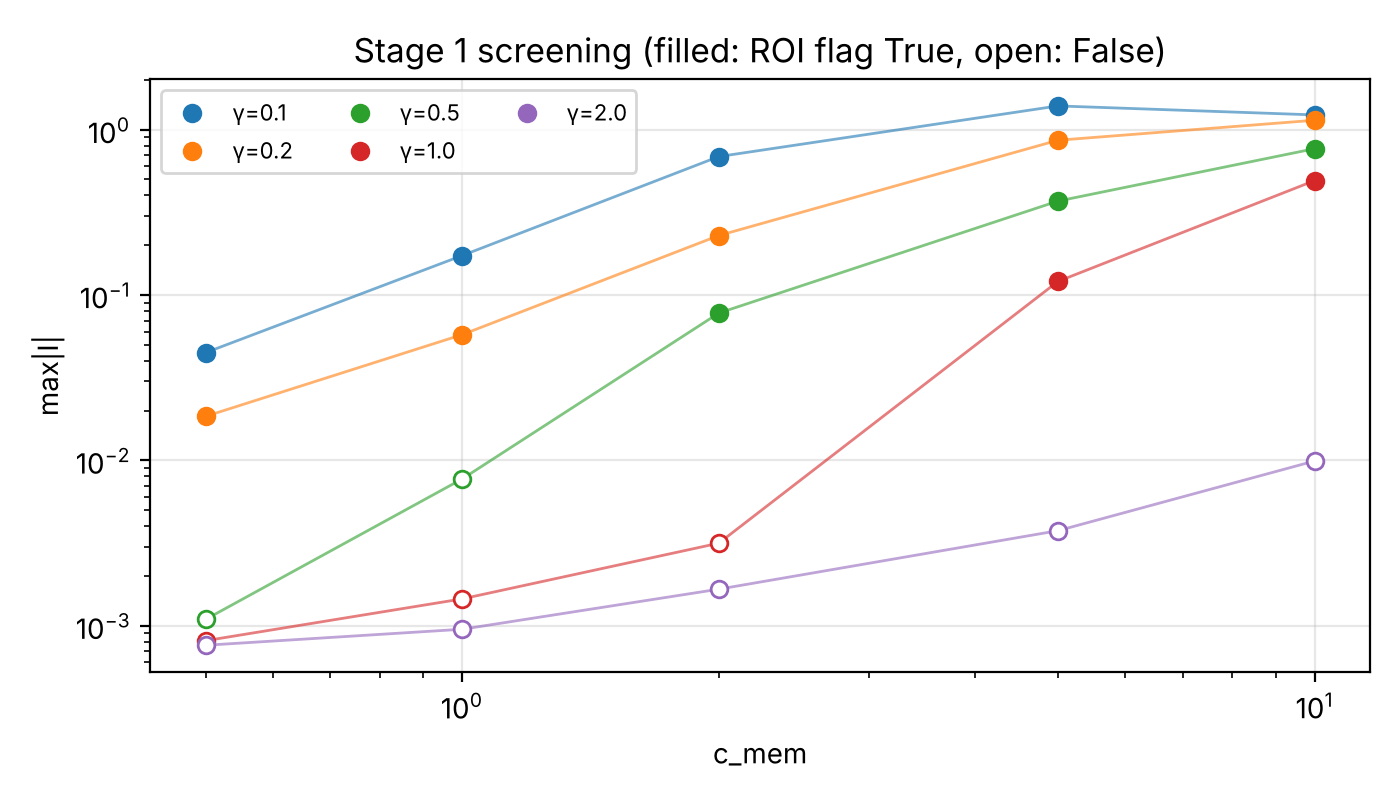 Stage 1 screening (filled: ROI flag True, open: False)
γ=0.1 γ=0.5 γ=2.0
γ=0.2 γ=1.0
10⁰
10⁻¹
10⁻²
10⁻³
max|I|
10⁰ 10¹
c_mem